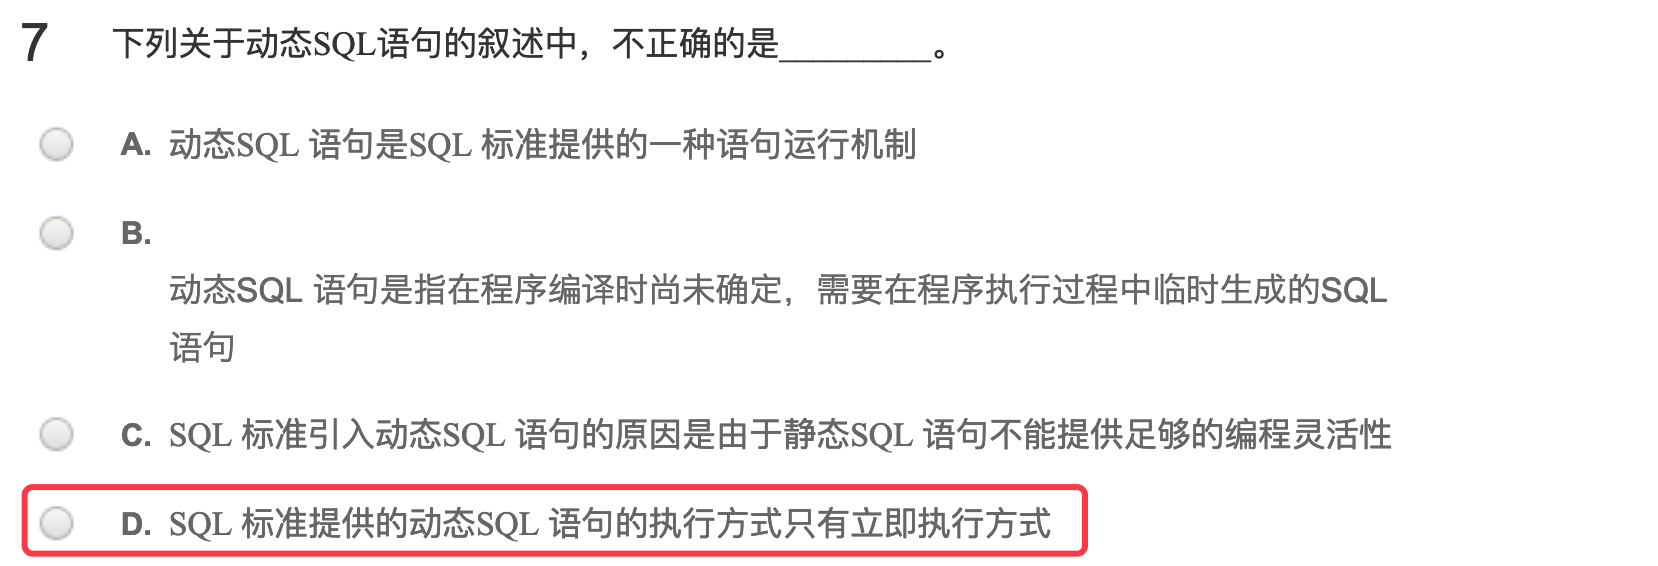 7 下列关于动态SQL语句的叙述中，不正确的是_________。
A. 动态SQL 语句是SQL 标准提供的一种语句运行机制
B.
动态SQL 语句是指在程序编译时尚未确定，需要在程序执行过程中临时生成的SQL
语句
C. SQL 标准引入动态SQL 语句的原因是由于静态SQL 语句不能提供足够的编程灵活性
D. SQL 标准提供的动态SQL 语句的执行方式只有立即执行方式